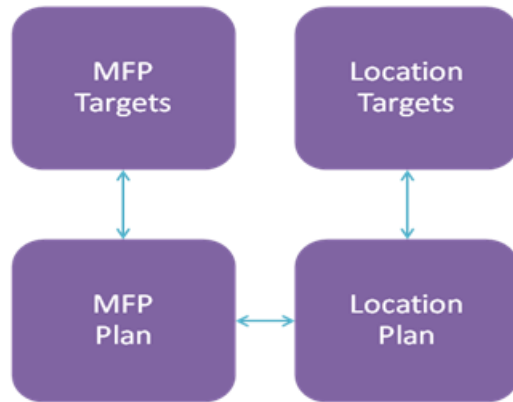 MFP
Targets
Location
Targets
MFP
Plan
Location
Plan